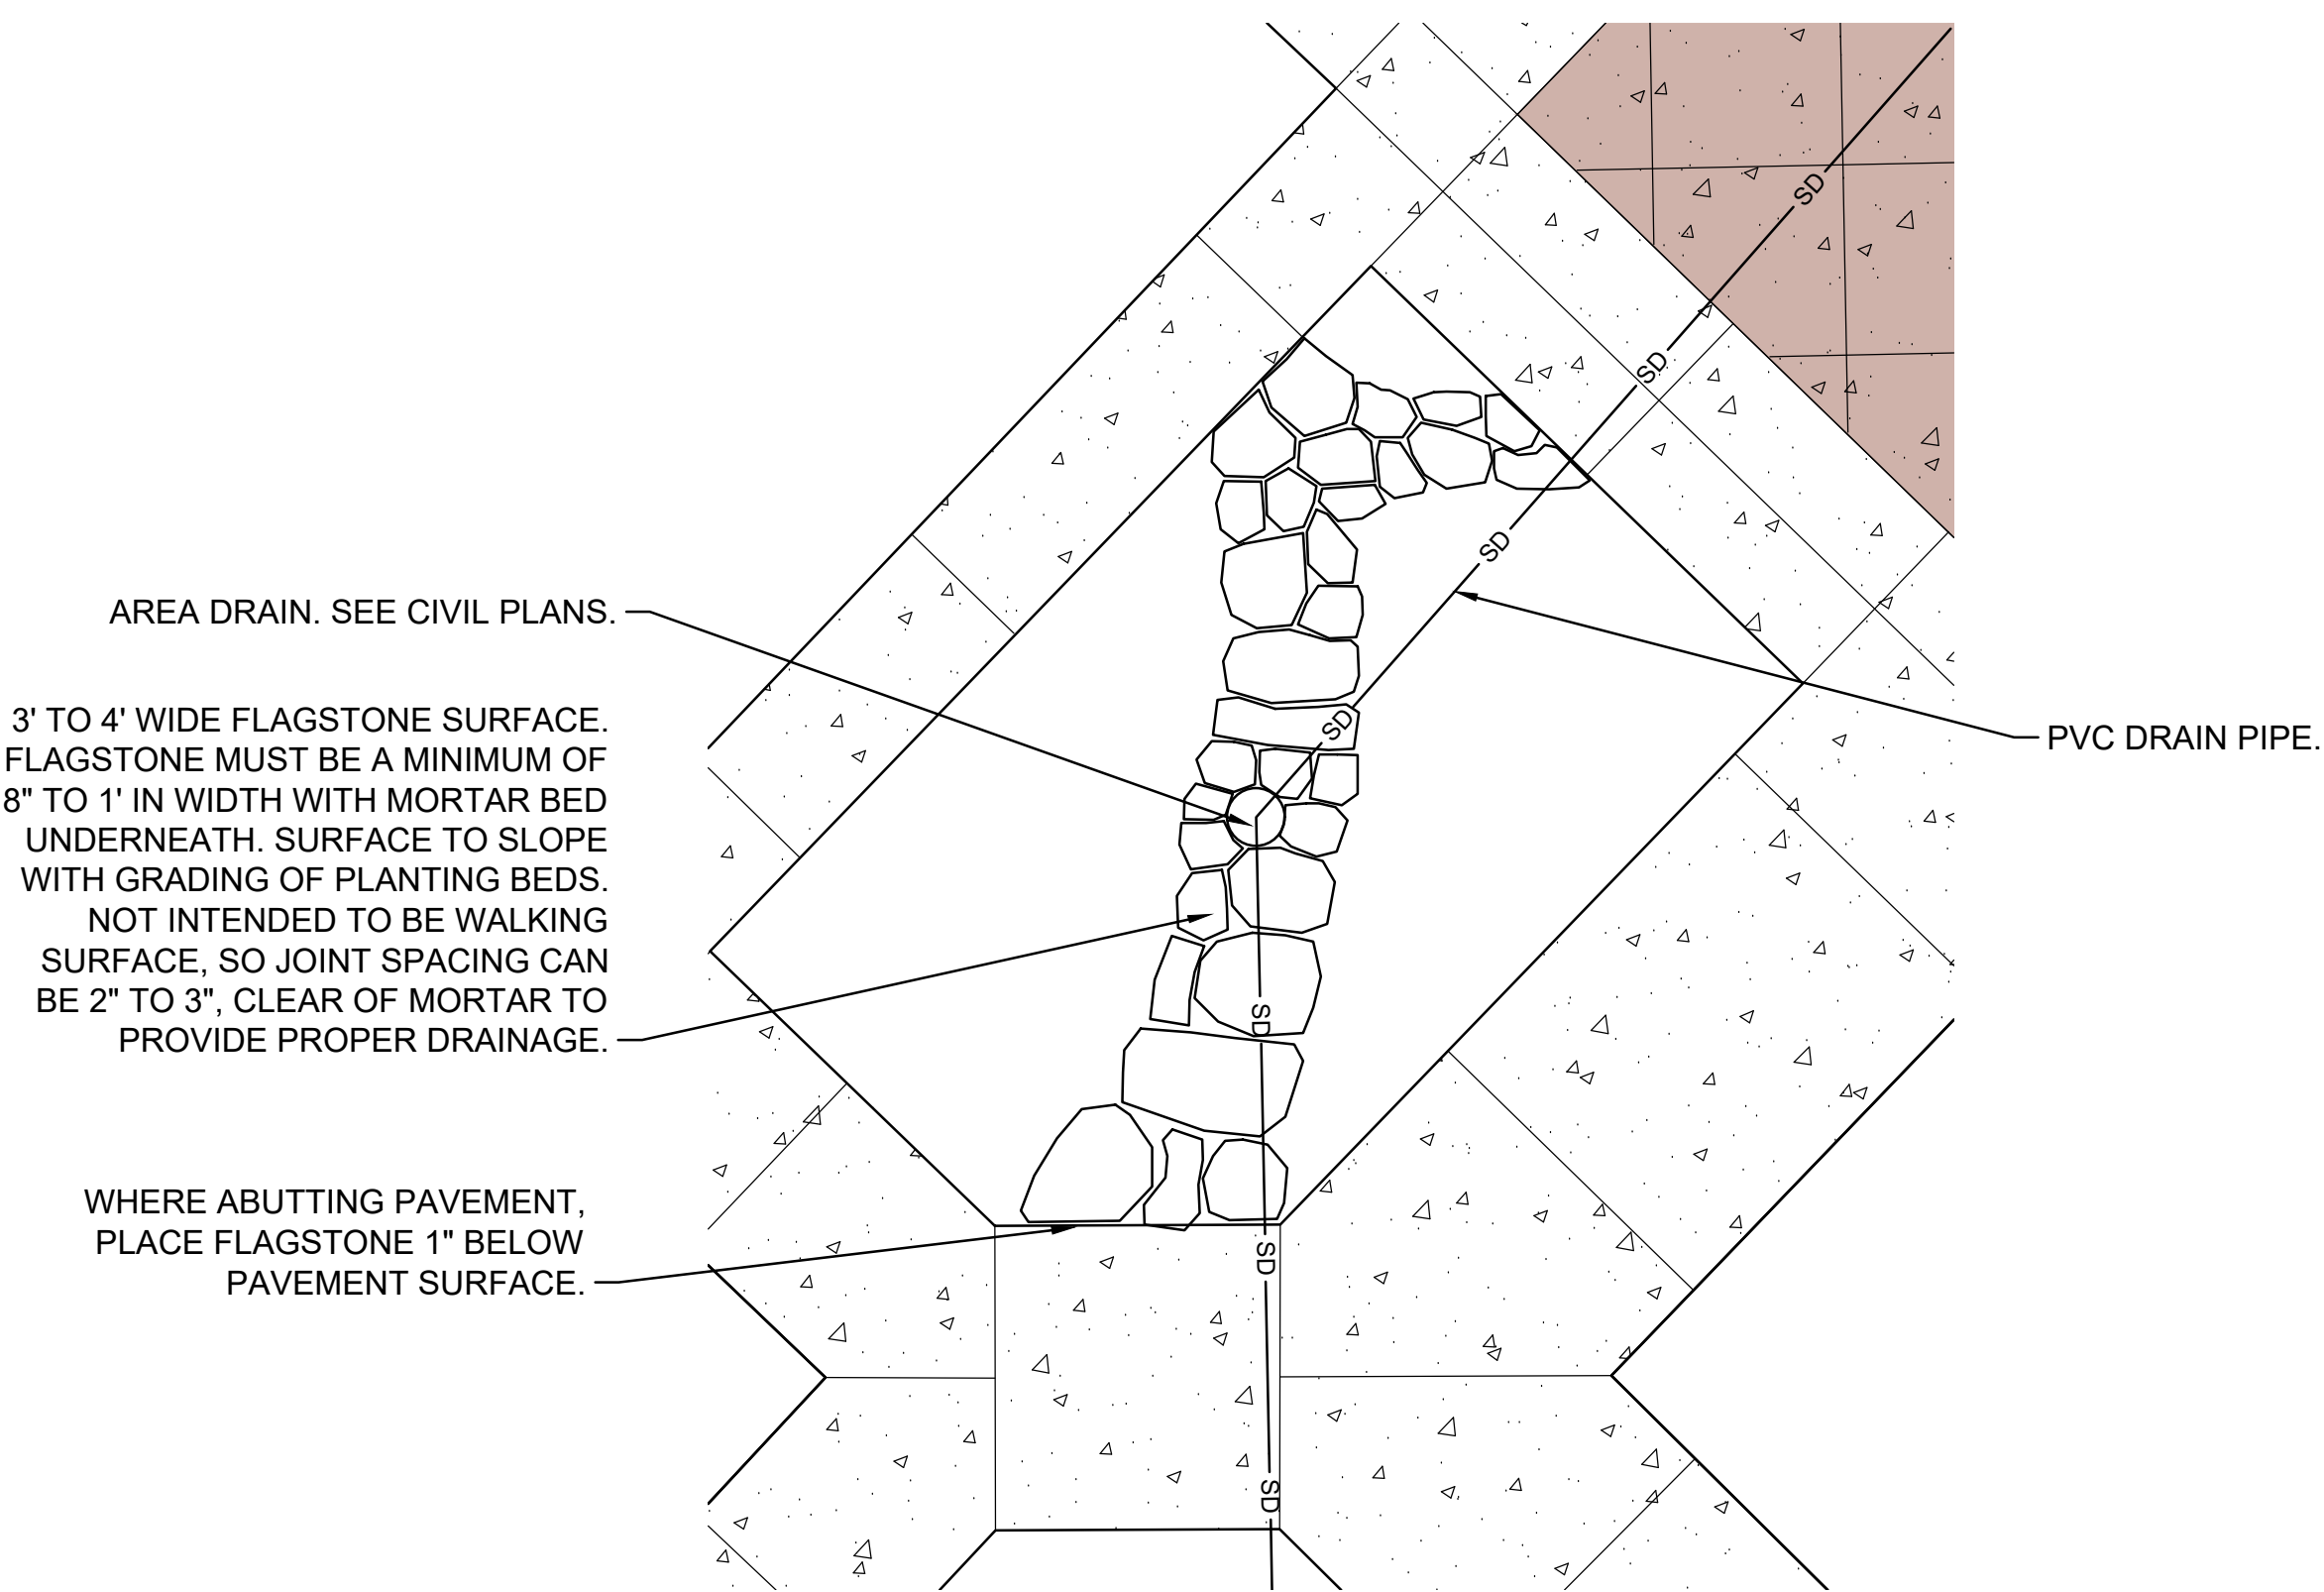 SD
SD
SD
AREA DRAIN. SEE CIVIL PLANS.
3' TO 4' WIDE FLAGSTONE SURFACE.
FLAGSTONE MUST BE A MINIMUM OF
8" TO 1' IN WIDTH WITH MORTAR BED
UNDERNEATH. SURFACE TO SLOPE
WITH GRADING OF PLANTING BEDS.
NOT INTENDED TO BE WALKING
SURFACE, SO JOINT SPACING CAN
BE 2" TO 3", CLEAR OF MORTAR TO
PROVIDE PROPER DRAINAGE.
SD
PVC DRAIN PIPE.
SD
WHERE ABUTTING PAVEMENT,
PLACE FLAGSTONE 1" BELOW
PAVEMENT SURFACE.
SD
SD